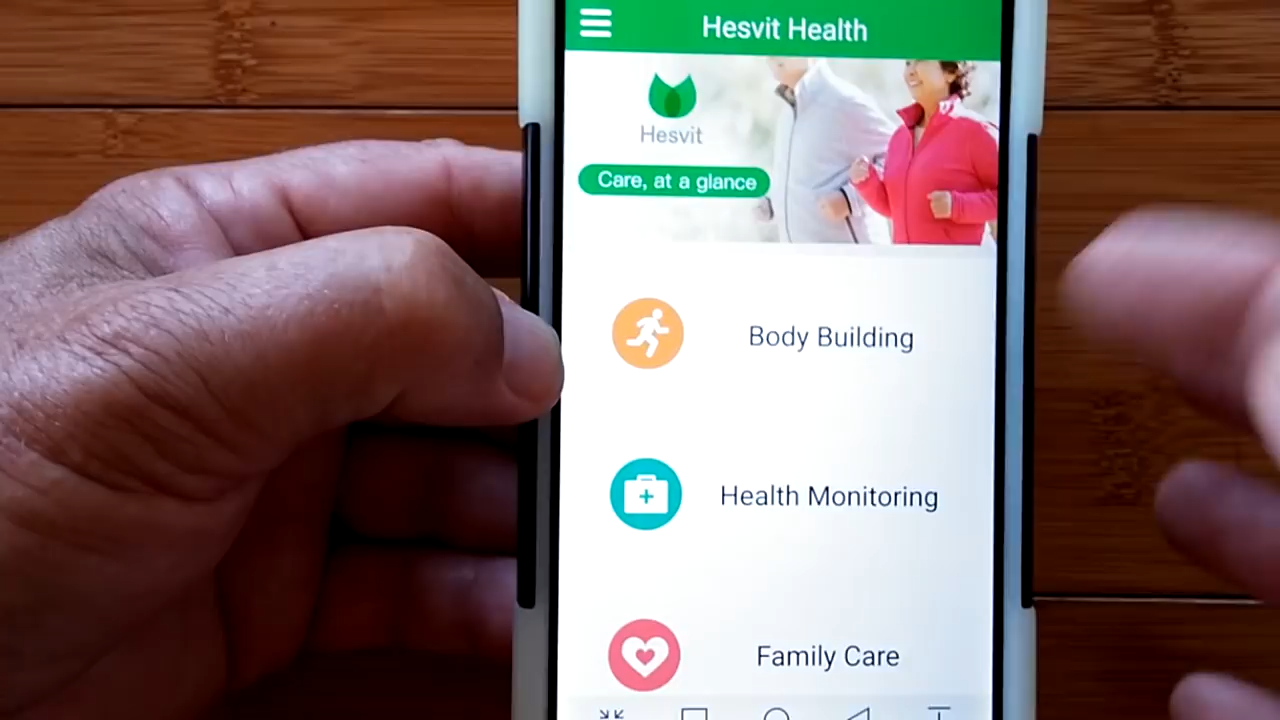 Hesvit Health
Hesvit
Care, at a glance
Body Building
Health Monitoring
Family Care